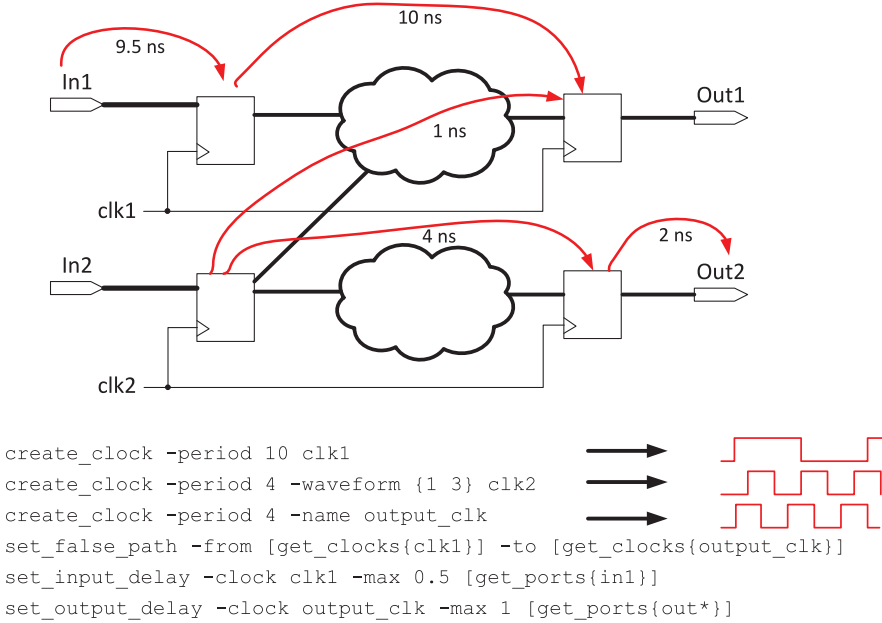 10 ns
9.5 ns
In1
Out1
1 ns
clk1
4 ns
2 ns
In2
Out2
clk2
create_clock -period 10 clk1
create_clock -period 4 -waveform {1 3} clk2
create_clock -period 4 -name output_clk
set_false_path -from [get_clocks{clk1}] -to [get_clocks{output_clk}]
set_input_delay -clock clk1 -max 0.5 [get_ports{in1}]
set_output_delay -clock output_clk -max 1 [get_ports{out*}]